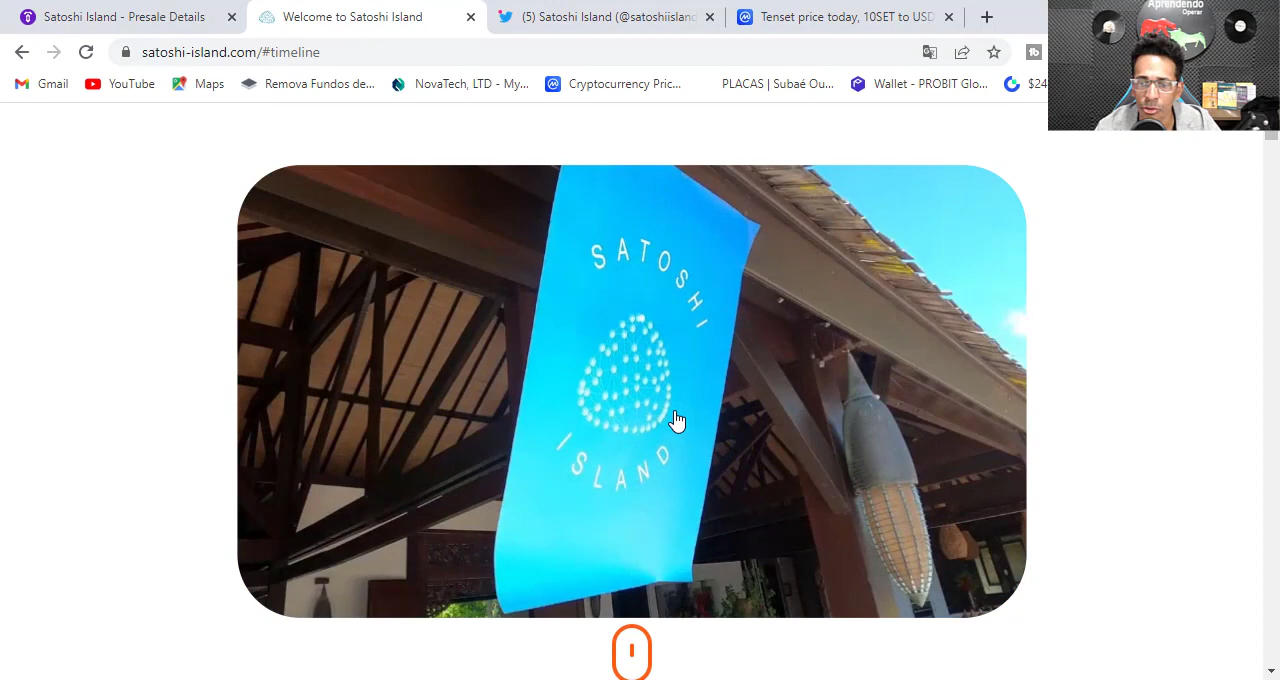 Satoshi Island - Presale Details
Welcome to Satoshi Island
(5) Satoshi Island (@satoshiislan
Tenset price today, 10SET to USD
satoshi-island.com/#timeline
Gmail
YouTube
Maps
Remova Fundos de...
NovaTech, LTD - My...
Cryptocurrency Pric...
PLACAS | Subaé Ou...
Wallet - PROBIT Glo...
$24
Aprendendo
Operar
SATOSHI
ISLAND